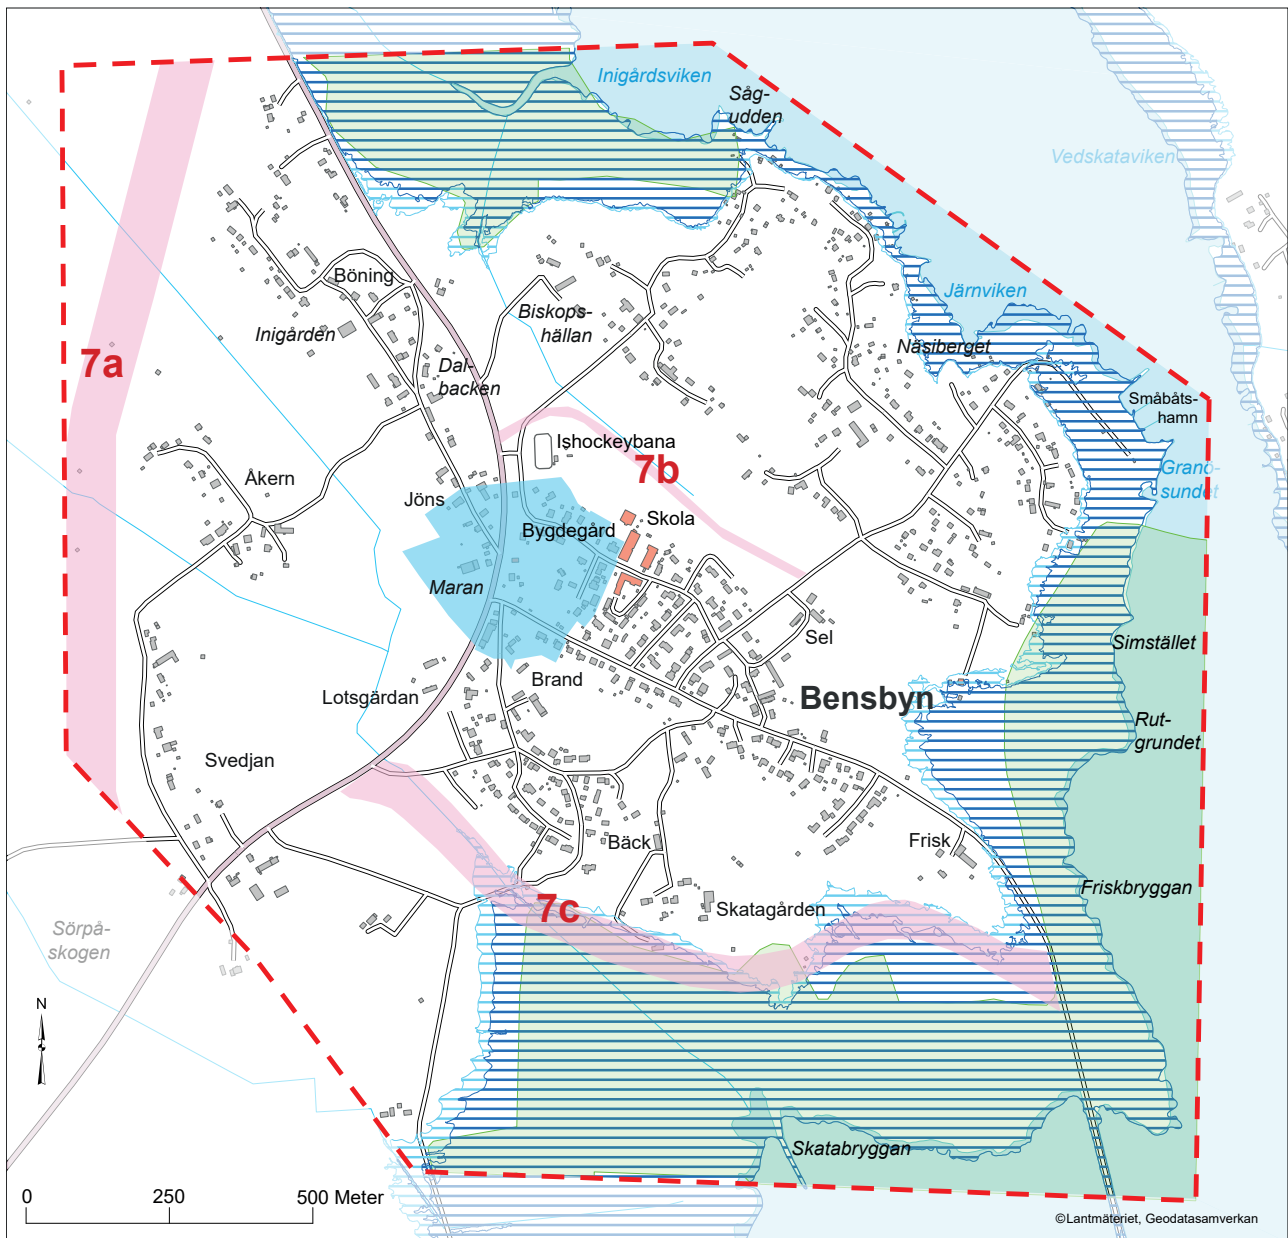 Inigårdsviken
Såg-
udden
Vedskataviken
Böning
Biskops-
hällan
Järnviken
Inigården
Näsiberget
Dal-
backen
7a
Småbåts-
hamn
Ishockeybana
7b
Grano-
sundet
Åkern
Jöns
Skola
Bygdegård
Maran
Sel
Simstället
Brand
Bensbyn
Lotsgärdan
Rut-
grundet
Svedjan
Bäck
Frisk
Friskbryggan
7c
Skatagården
Sörpå-
skogen
N
Skatabryggan
0 250 500 Meter
©Lantmäteriet, Geodatasamverkan